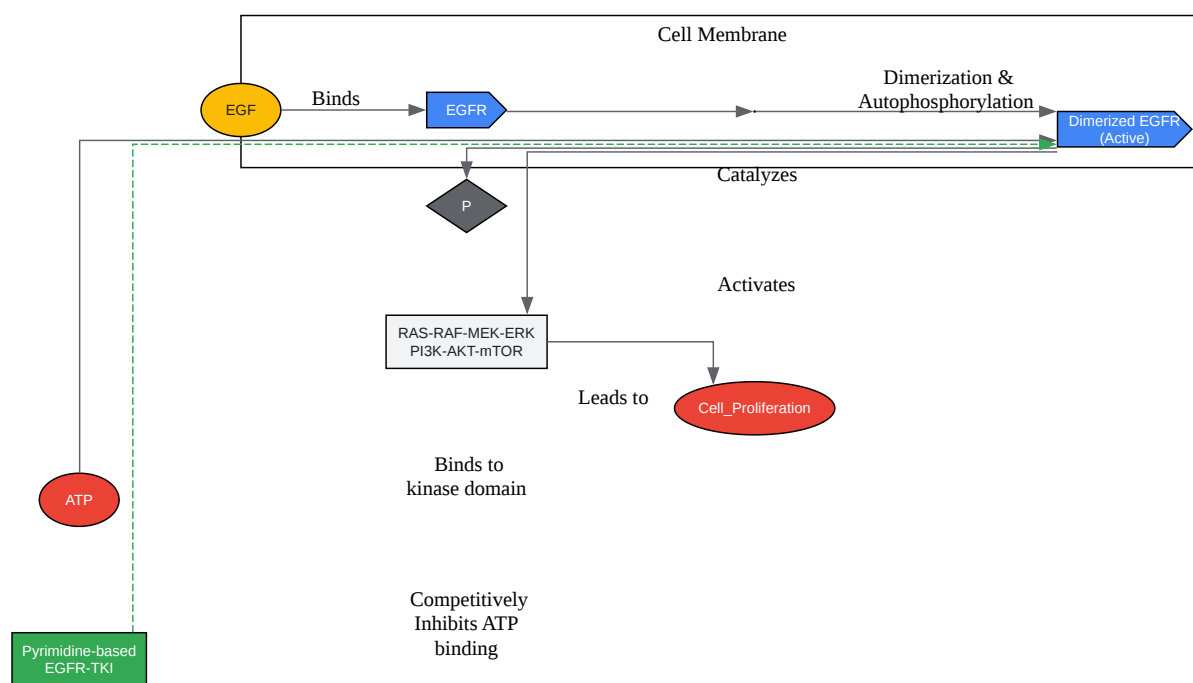 Cell Membrane
EGF
Binds
EGFR
Dimerization &
Autophosphorylation
Dimerized EGFR
(Active)
Catalyzes
P
Activates
RAS-RAF-MEK-ERK
PI3K-AKT-mTOR
Leads to
Cell_Proliferation
Binds to
kinase domain
ATP
Competitively
Inhibits ATP
binding
Pyrimidine-based
EGFR-TKI